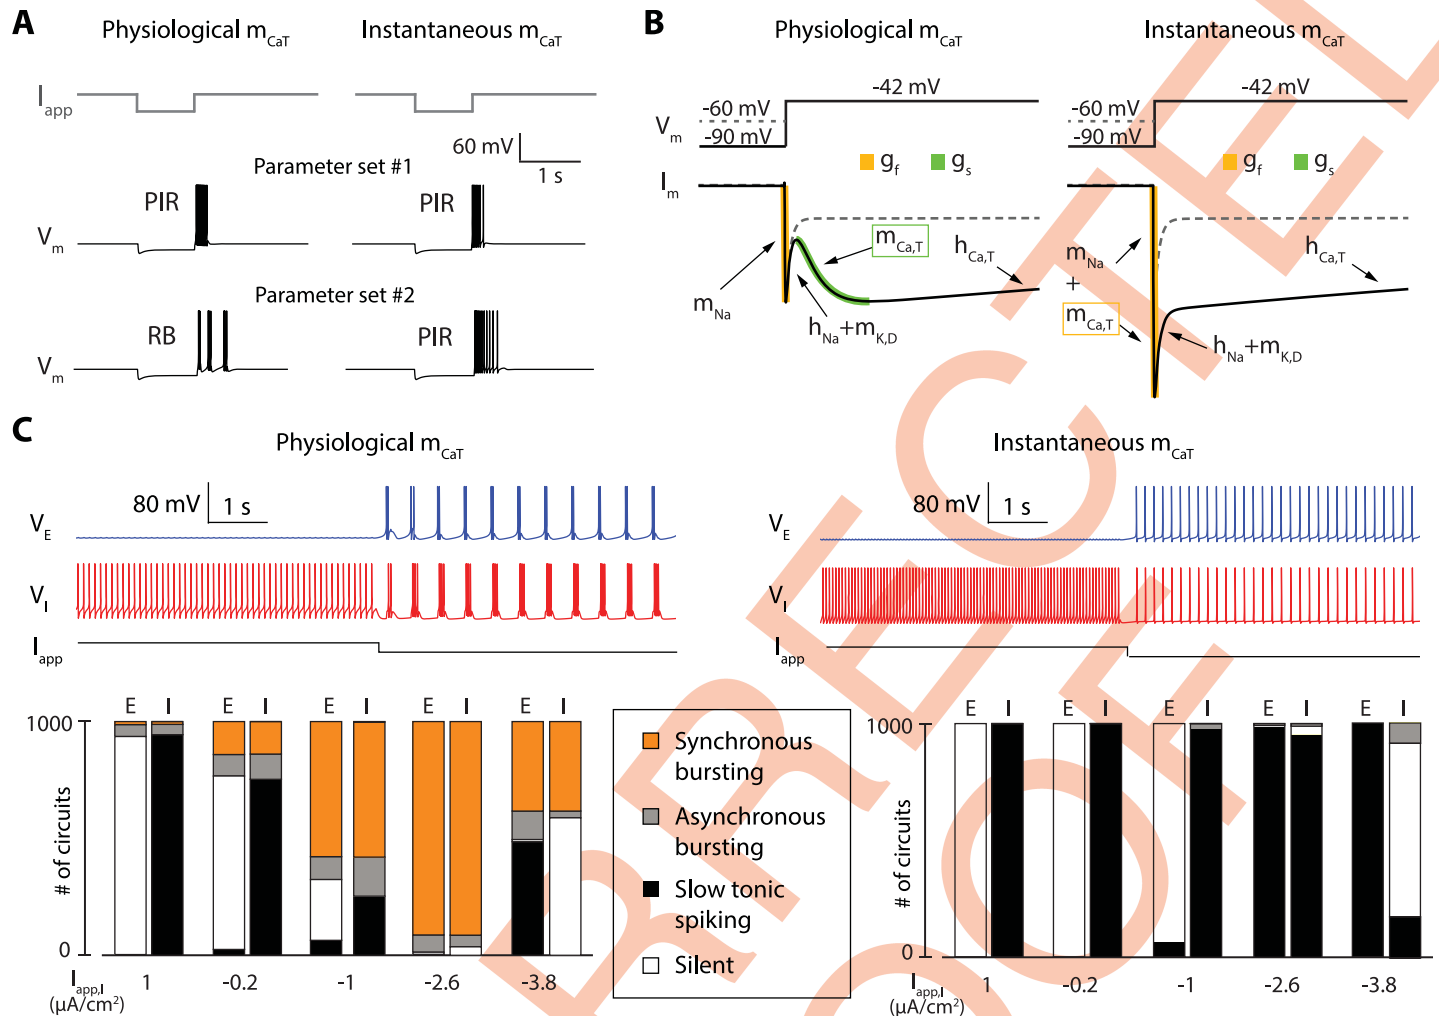 A
Physiological m_CaT
Instantaneous m_CaT
I_app
60 mV
1 s
Parameter set #1
PIR
PIR
V_m
Parameter set #2
RB
PIR
V_m
B
Physiological m_CaT
Instantaneous m_CaT
-42 mV
-42 mV
-60 mV
-60 mV
V_m
-90 mV
-90 mV
g_f
g_s
g_f
g_s
I_m
m_Ca,T
h_Ca,T
m_Na
h_Na+m_K,D
m_Na
+
m_Ca,T
h_Ca,T
h_Na+m_K,D
C
Physiological m_CaT
Instantaneous m_CaT
80 mV
1 s
80 mV
1 s
V_E
V_E
V_I
V_I
I_app
I_app
E I E I E I E I E I
1000
# of circuits
0
I_app,I
(μA/cm²)
1 -0.2 -1 -2.6 -3.8
Synchronous
bursting
Asynchronous
bursting
Slow tonic
spiking
Silent
E I E I E I E I E I
1000
# of circuits
0
I_app,I
(μA/cm²)
1 -0.2 -1 -2.6 -3.8